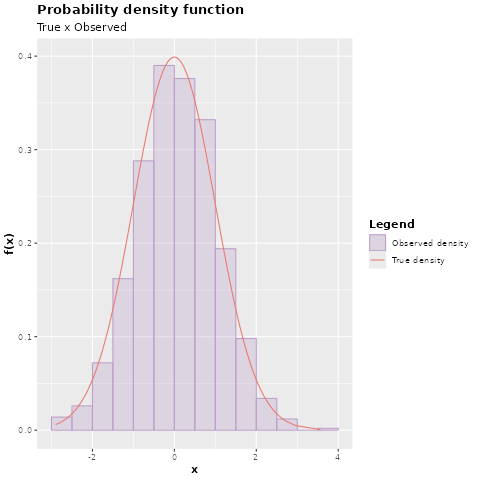 Probability density function
True x Observed
f(x)
0.4
0.3
0.2
0.1
0.0
-2
0
2
4
x
Legend
Observed density
True density